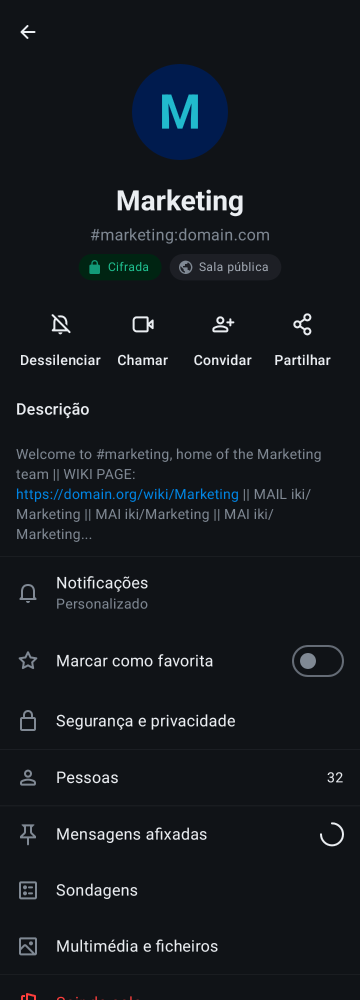 M
Marketing
#marketing:domain.com
Cifrada
Sala pública
Dessilenciar
Chamar
Convidar
Partilhar
Descrição
Welcome to #marketing, home of the Marketing
team || WIKI PAGE:
https://domain.org/wiki/Marketing || MAIL iki/
Marketing || MAI iki/Marketing || MAI iki/
Marketing...
Notificações
Personalizado
Marcar como favorita
Segurança e privacidade
Pessoas
32
Mensagens afixadas
Sondagens
Multimédia e ficheiros